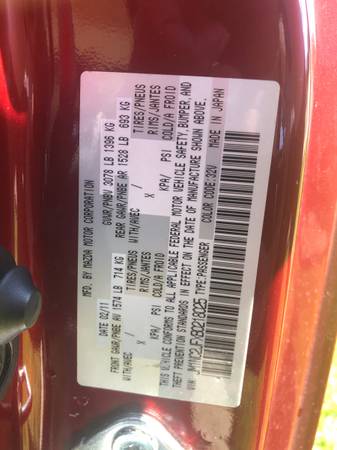 MFD. BY MAZDA MOTOR CORPORATION
DATE 02/11 GVWR/PNBV 3078 LB 1396 KG
FRONT GAWR/PNBE AV 1574 LB 714 KG REAR GAWR/PNBE AR 1528 LB 693 KG
WITH/AVEC TIRES/PNEUS WITH/AVEC TIRES/PNEUS
/ X RIMS/JANTES / X RIMS/JANTES
KPA/ PSI COLD/A FROID KPA/ PSI COLD/A FROID
THIS VEHICLE CONFORMS TO ALL APPLICABLE FEDERAL MOTOR VEHICLE SAFETY, BUMPER, AND
THEFT PREVENTION STANDARDS IN EFFECT ON THE DATE OF MANUFACTURE SHOWN ABOVE.
VIN: TYPE:PASSENGER COLOR CODE:32V MADE IN JAPAN